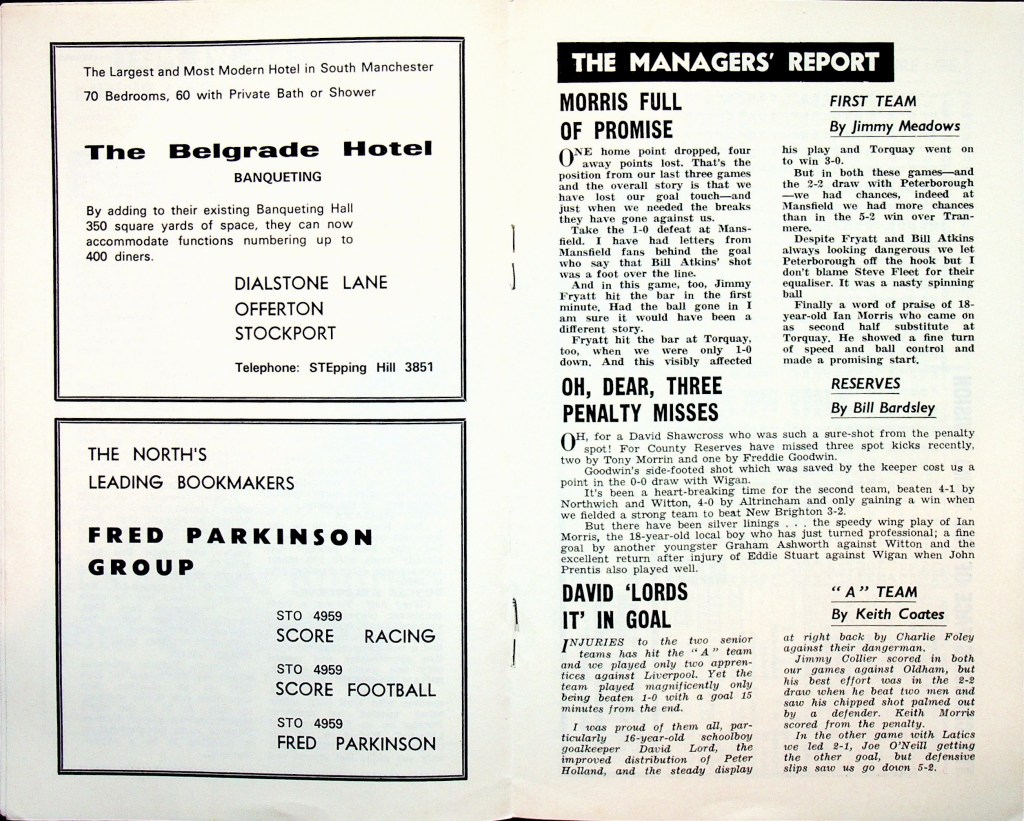 The Largest and Most Modern Hotel in South Manchester
70 Bedrooms, 60 with Private Bath or Shower
The Belgrade Hotel
BANQUETING
By adding to their existing Banqueting Hall
350 square yards of space, they can now
accommodate functions numbering up to
400 diners.
DIALSTONE LANE
OFFERTON
STOCKPORT
Telephone: STEpping Hill 3851
THE NORTH'S
LEADING BOOKMAKERS
FRED PARKINSON
GROUP
STO 4959
SCORE RACING
STO 4959
SCORE FOOTBALL
STO 4959
FRED PARKINSON
THE MANAGERS' REPORT
MORRIS FULL
OF PROMISE
FIRST TEAM
By Jimmy Meadows
ONE home point dropped, four
away points lost. That's the
position from our last three games
and the overall story is that we
have lost our goal touch—and
just when we needed the breaks
they have gone against us.
Take the 1-0 defeat at Mans-
field. I have had letters from
Mansfield fans behind the goal
who say that Bill Atkins' shot
was a foot over the line.
And in this game, too, Jimmy
Fryatt hit the bar in the first
minute. Had the ball gone in I
am sure it would have been a
different story.
Fryatt hit the bar at Torquay,
too, when we were only 1-0
down. And this visibly affected
his play and Torquay went on
to win 3-0.
But in both these games—and
the 2-2 draw with Peterborough
—we had chances, indeed at
Mansfield we had more chances
than in the 5-2 win over Tran-
mere.
Despite Fryatt and Bill Atkins
always looking dangerous we let
Peterborough off the hook but I
don't blame Steve Fleet for their
equaliser. It was a nasty spinning
ball
Finally a word of praise of 18-
year-old Ian Morris who came on
as second half substitute at
Torquay. He showed a fine turn
of speed and ball control and
made a promising start.
OH, DEAR, THREE
PENALTY MISSES
RESERVES
By Bill Bardsley
OH, for a David Shawcross who was such a sure-shot from the penalty
spot! For County Reserves have missed three spot kicks recently,
two by Tony Morrin and one by Freddie Goodwin.
Goodwin's side-footed shot which was saved by the keeper cost us a
point in the 0-0 draw with Wigan.
It's been a heart-breaking time for the second team, beaten 4-1 by
Northwich and Witton, 4-0 by Altrincham and only gaining a win when
we fielded a strong team to beat New Brighton 3-2.
But there have been silver linings . . . the speedy wing play of Ian
Morris, the 18-year-old local boy who has just turned professional; a fine
goal by another youngster Graham Ashworth against Witton and the
excellent return after injury of Eddie Stuart against Wigan when John
Prentis also played well.
DAVID 'LORDS
IT' IN GOAL
"A" TEAM
By Keith Coates
INJURIES to the two senior
teams has hit the "A" team
and we played only two appren-
tices against Liverpool. Yet the
team played magnificently only
being beaten 1-0 with a goal 15
minutes from the end.
I was proud of them all, par-
ticularly 16-year-old schoolboy
goalkeeper David Lord, the
improved distribution of Peter
Holland, and the steady display
at right back by Charlie Foley
against their dangerman.
Jimmy Collier scored in both
our games against Oldham, but
his best effort was in the 2-2
draw when he beat two men and
saw his chipped shot palmed out
by a defender. Keith Morris
scored from the penalty.
In the other game with Latics
we led 2-1, Joe O'Neill getting
the other goal, but defensive
slips saw us go down 5-2.